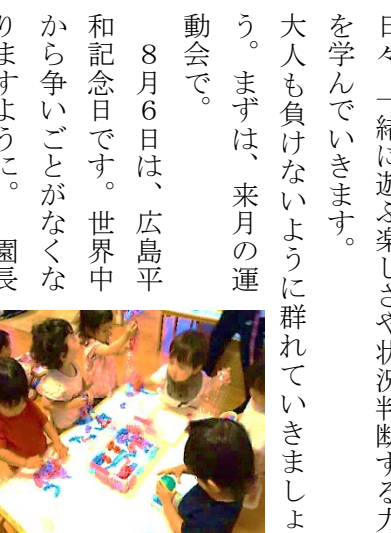 日々、一緒に遊ぶ楽しさや状況判断する力
を学んでいきます。
大人も負けないように群れていきましょ
う。まずは、来月の運
動会で。
８月６日は、広島平
和記念日です。世界中
から争いごとがなくな
りますように。　園長